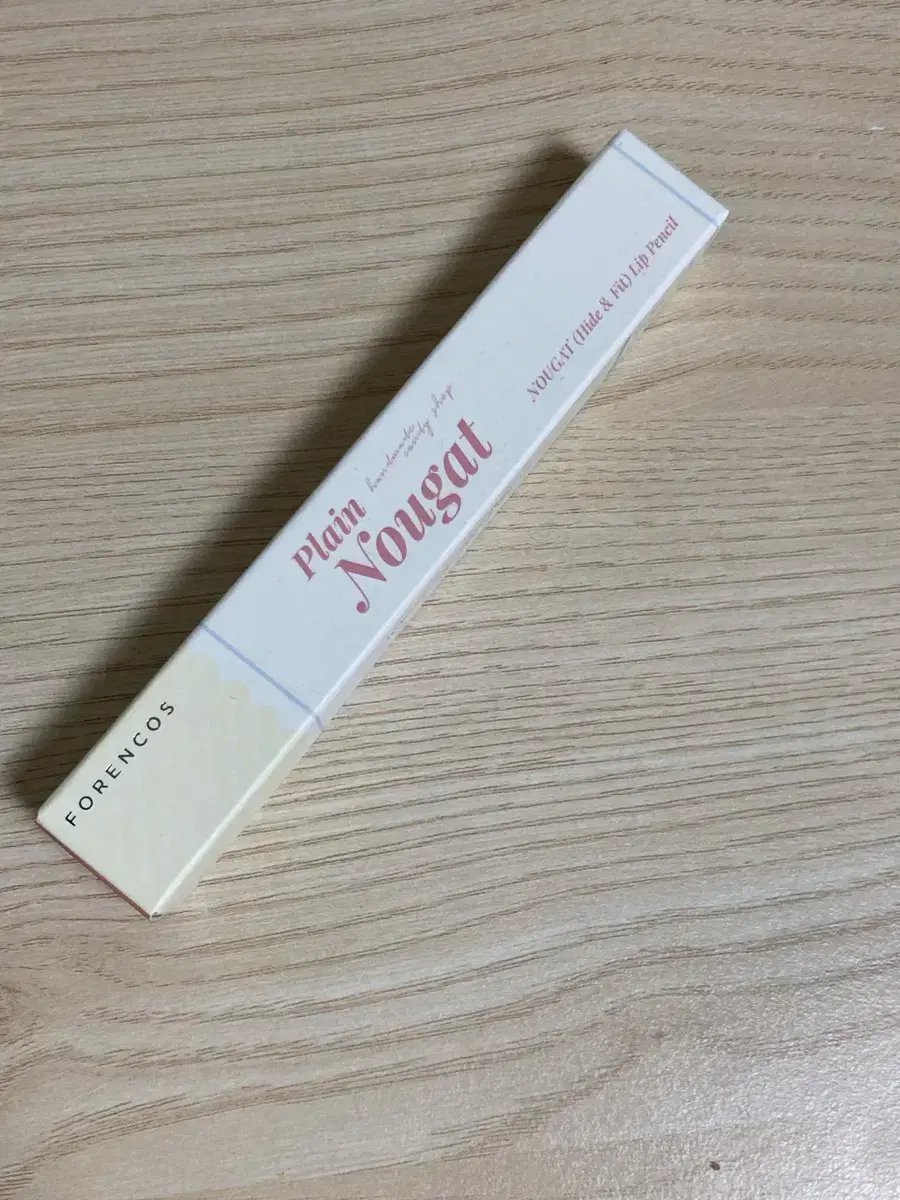 FORENCOS
Plain
handmade
candy shop
Nougat
NOUGAT (Hide & Fit) Lip Pencil